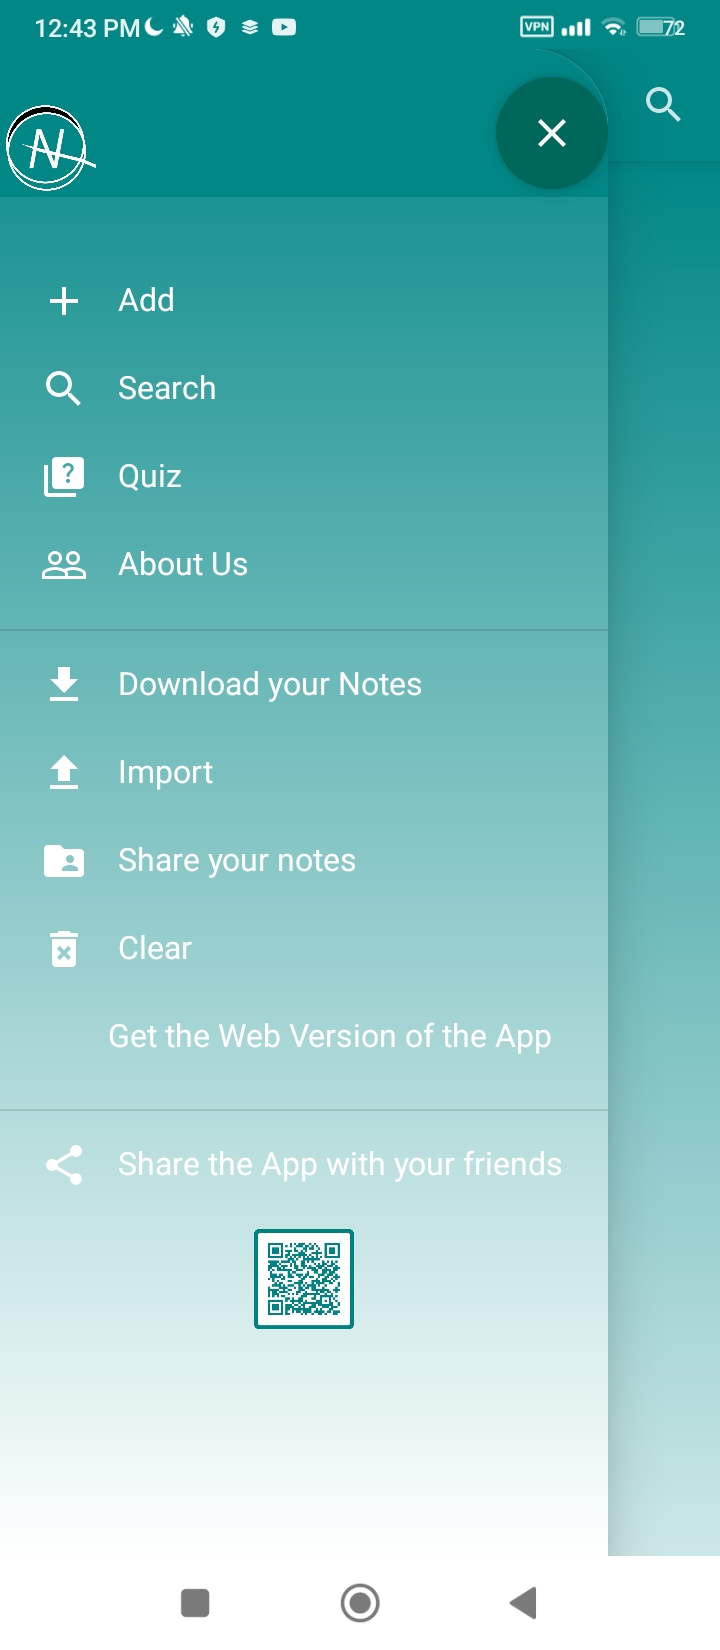 12:43 PM
VPN
72
N
Add
Search
Quiz
About Us
Download your Notes
Import
Share your notes
Clear
Get the Web Version of the App
Share the App with your friends